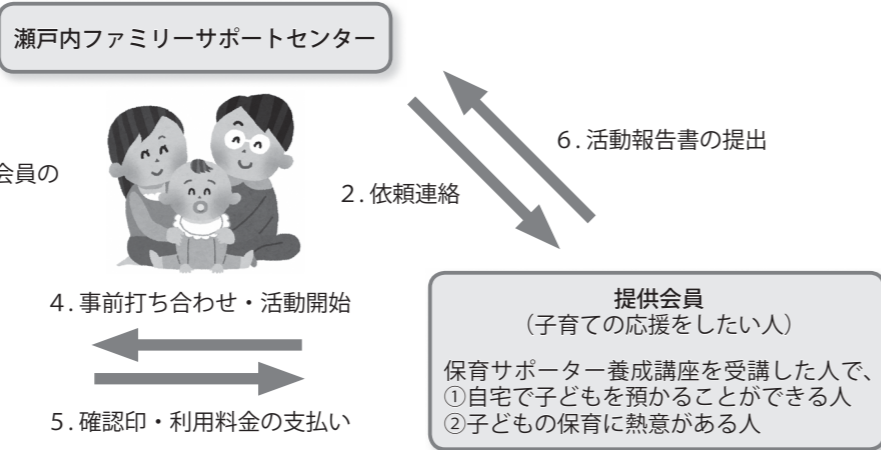 瀬戸内ファミリーサポートセンター
6. 活動報告書の提出
会員の
2. 依頼連絡
4. 事前打ち合わせ・活動開始
5. 確認印・利用料金の支払い
提供会員
（子育ての応援をしたい人）
保育サポーター養成講座を受講した人で、
①自宅で子どもを預かることができる人
②子どもの保育に熱意がある人